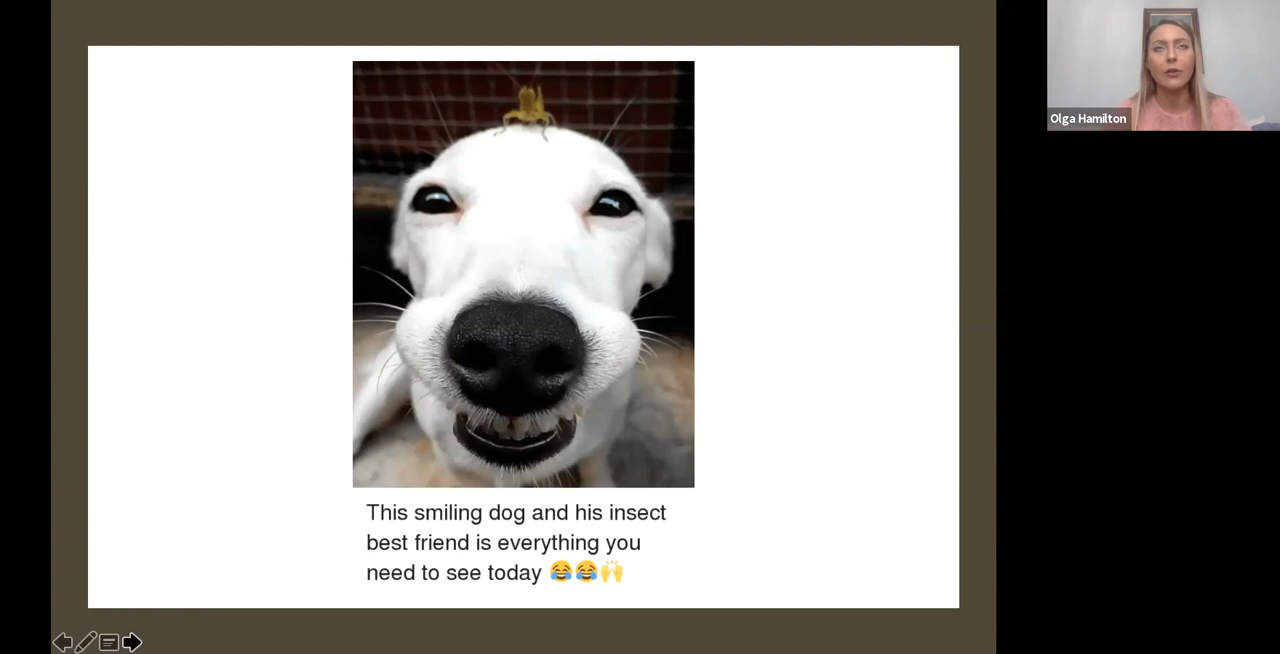 This smiling dog and his insect
best friend is everything you
need to see today 😂😂🙌
Olga Hamilton